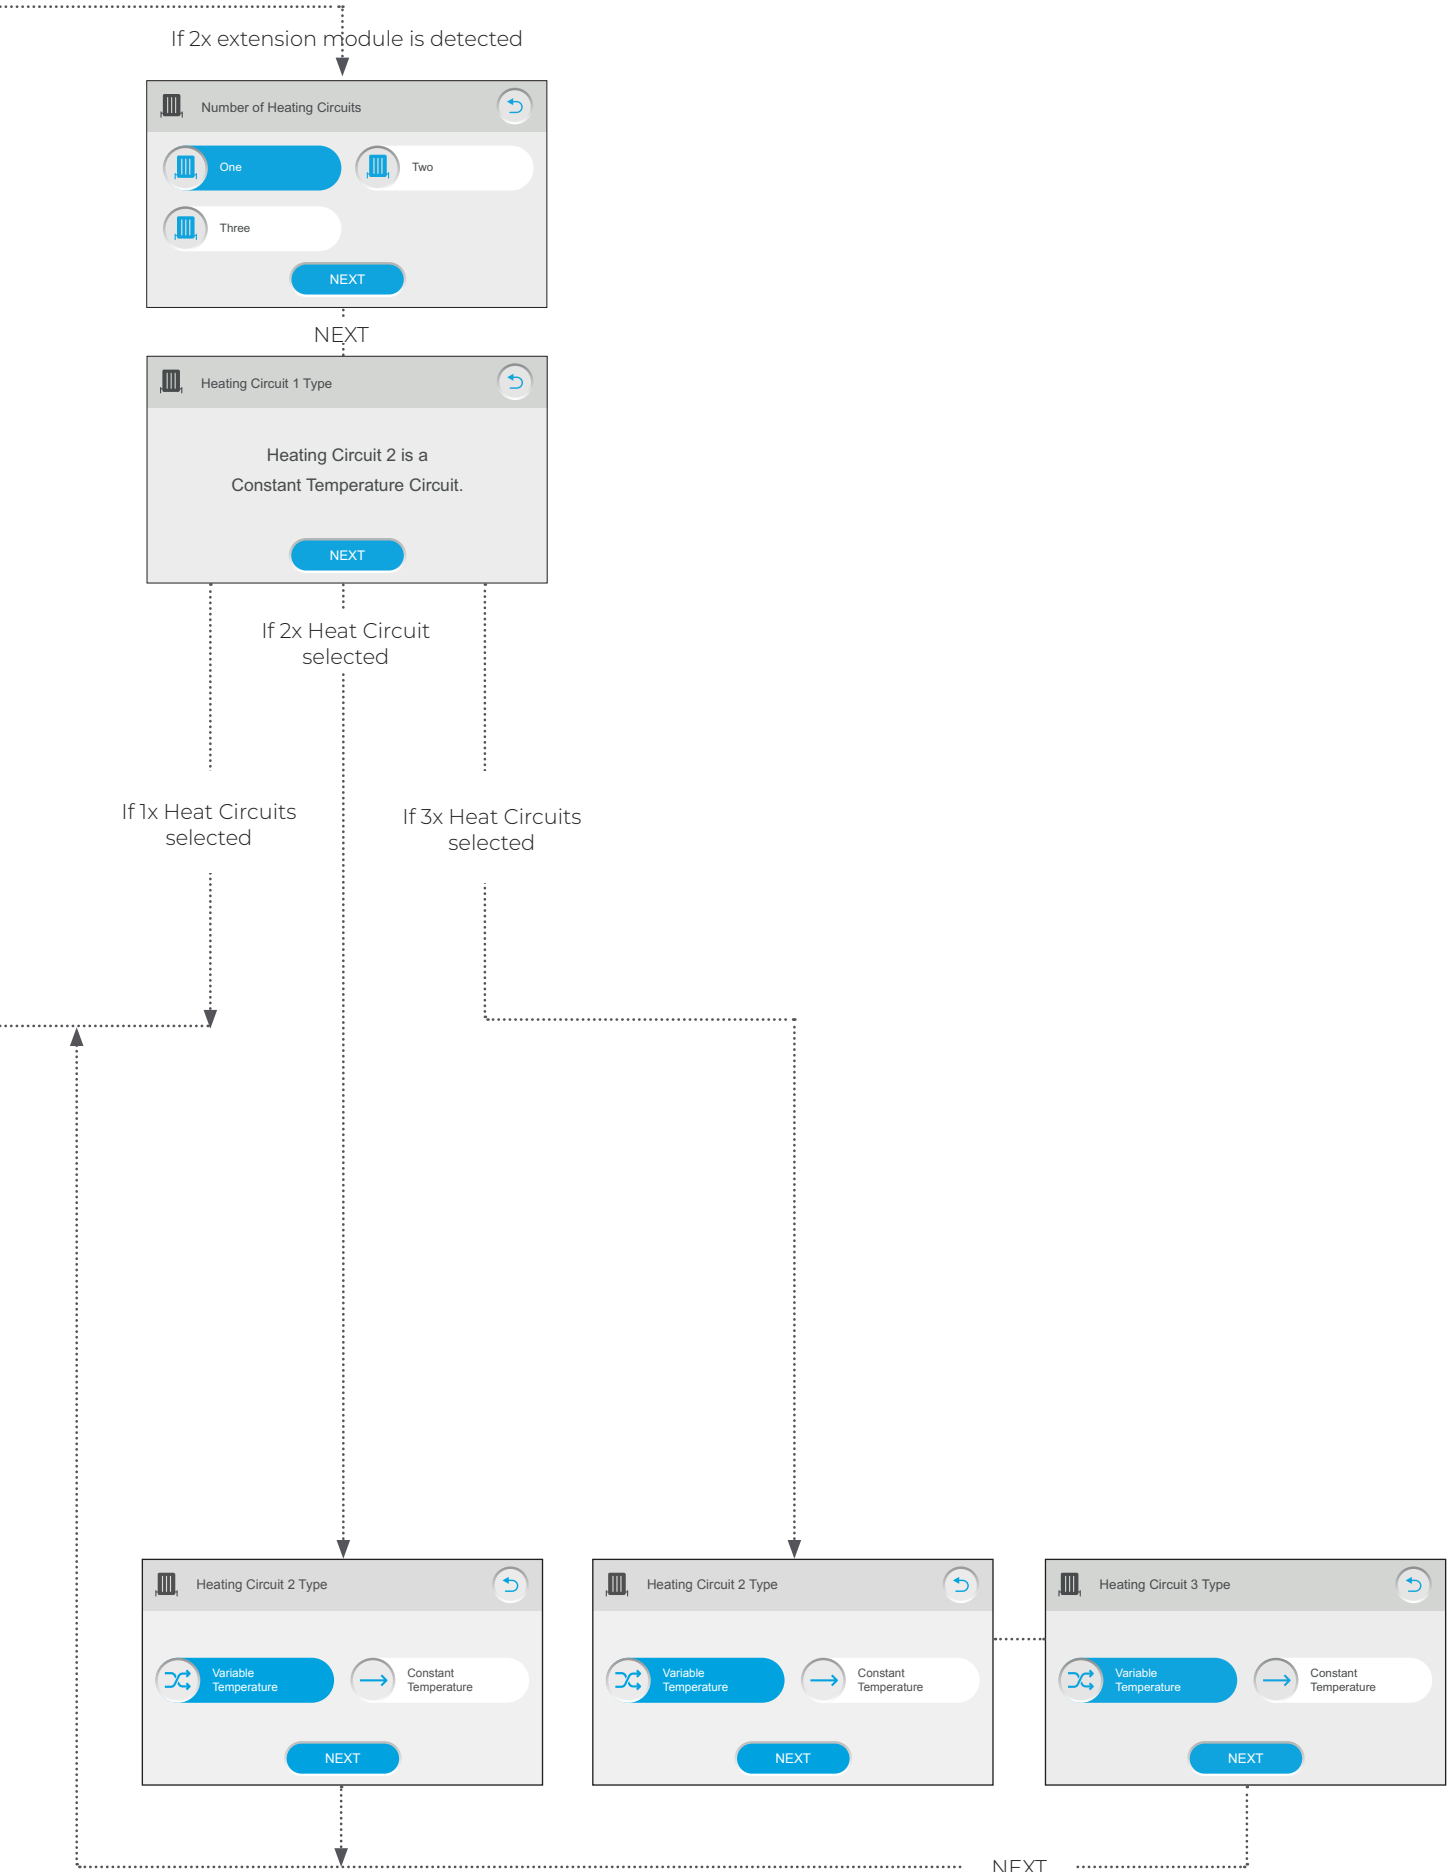 If 2x extension module is detected
Number of Heating Circuits
One
Two
Three
NEXT
NEXT
Heating Circuit 1 Type
Heating Circuit 2 is a
Constant Temperature Circuit.
NEXT
If 2x Heat Circuit
selected
If 1x Heat Circuits
selected
If 3x Heat Circuits
selected
Heating Circuit 2 Type
Variable
Temperature
Constant
Temperature
NEXT
Heating Circuit 2 Type
Variable
Temperature
Constant
Temperature
NEXT
Heating Circuit 3 Type
Variable
Temperature
Constant
Temperature
NEXT
NEXT